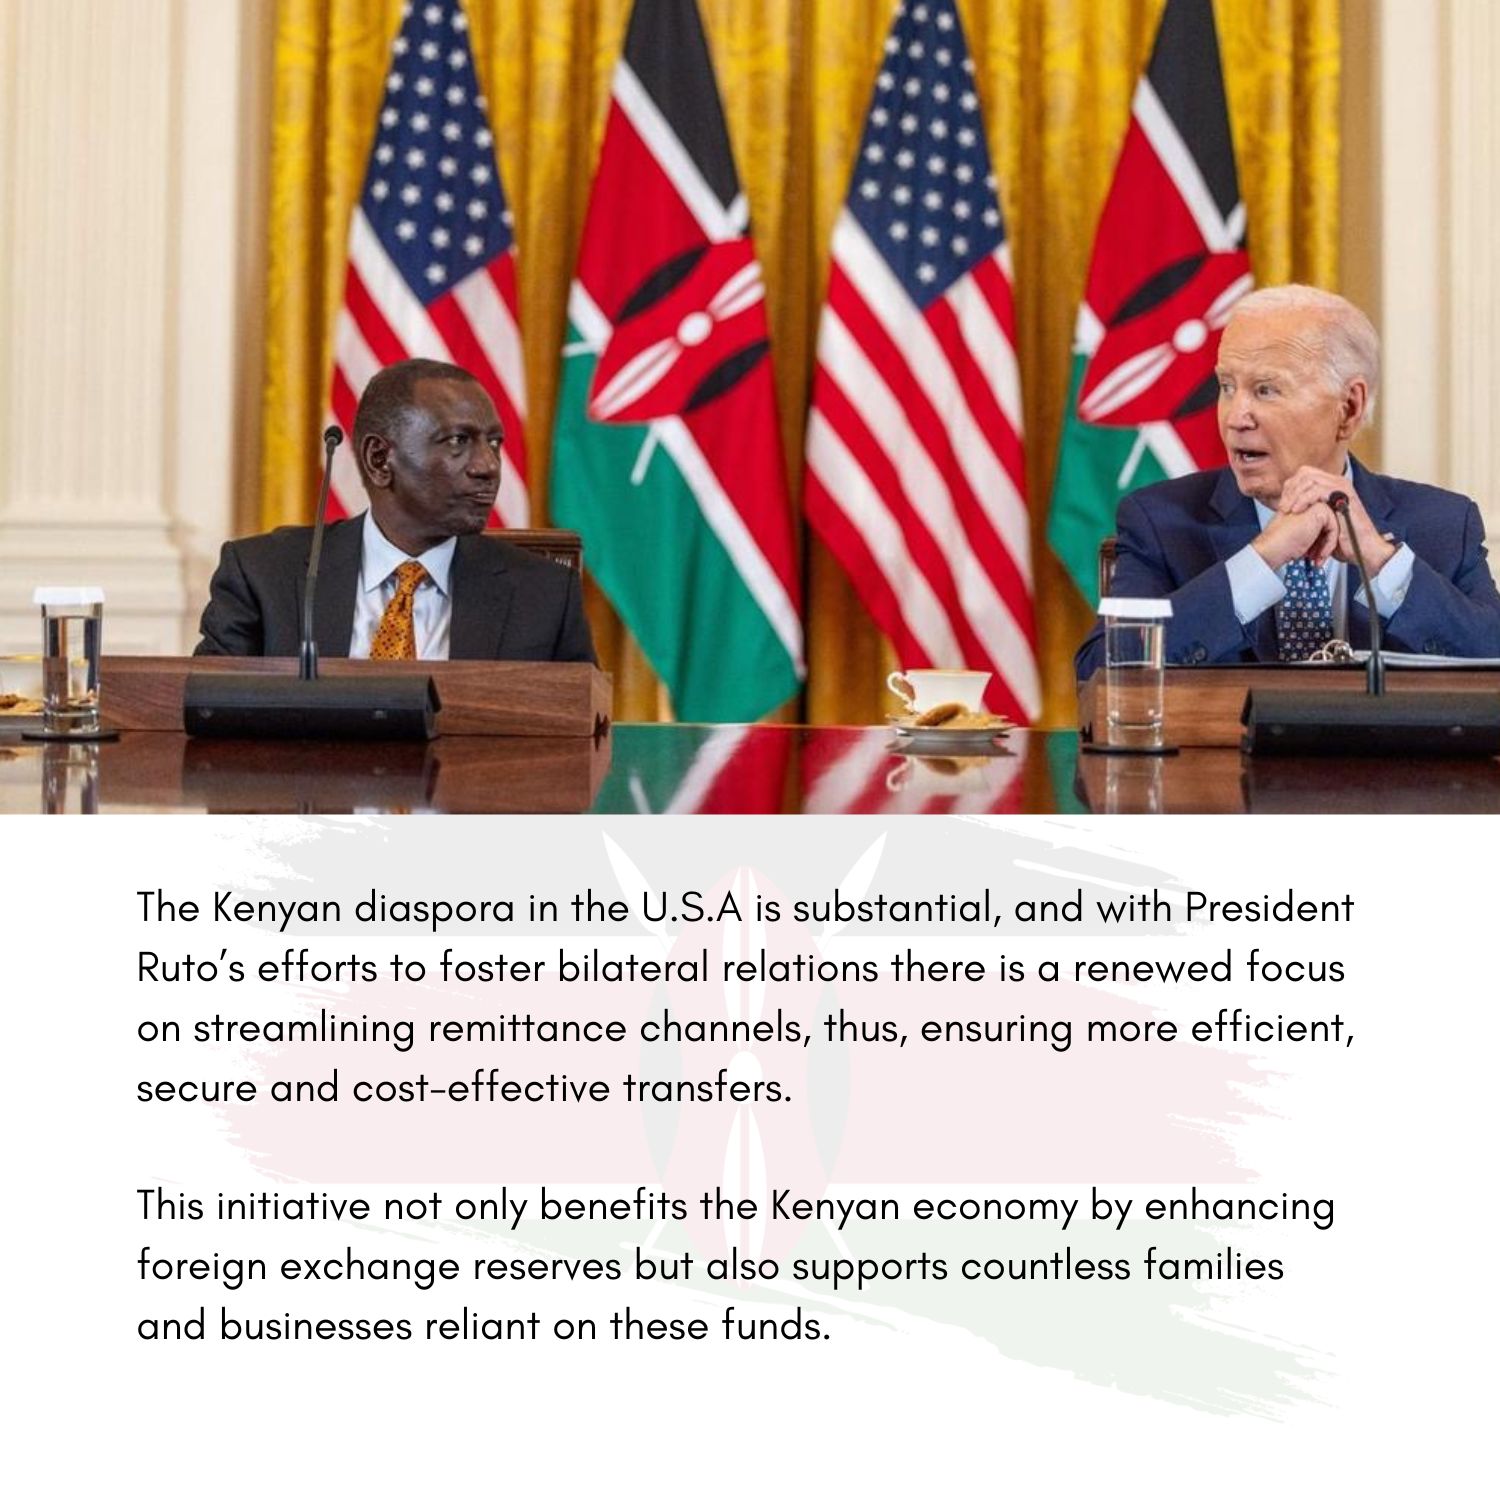 The Kenyan diaspora in the U.S.A is substantial, and with President
Ruto’s efforts to foster bilateral relations there is a renewed focus
on streamlining remittance channels, thus, ensuring more efficient,
secure and cost-effective transfers.
This initiative not only benefits the Kenyan economy by enhancing
foreign exchange reserves but also supports countless families
and businesses reliant on these funds.